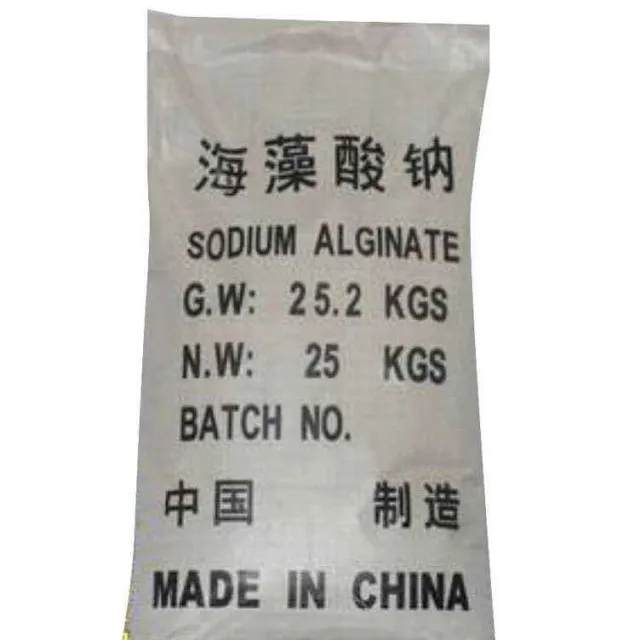 海藻酸钠
SODIUM ALGINATE
G.W: 25.2 KGS
N.W: 25 KGS
BATCH NO.
中国 制造
MADE IN CHINA